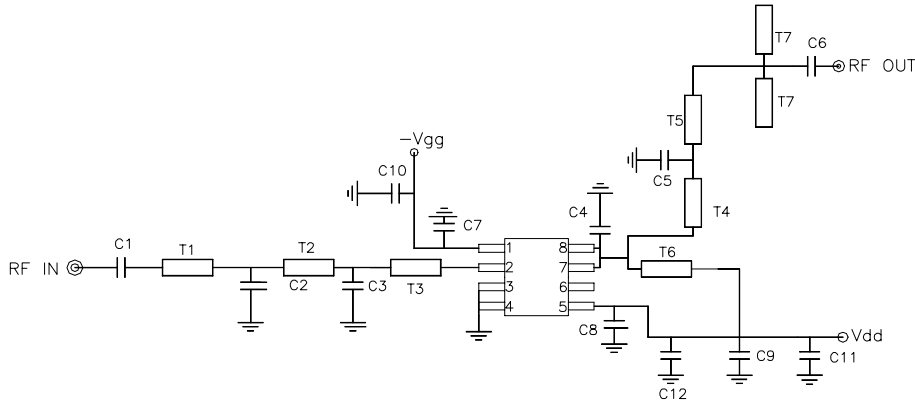 T7
C6
RF OUT
T7
T5
-Vgg
C10
C5
C4
T4
C7
C1
T1
T2
1
8
T6
RF IN
2
7
C2
C3
T3
3
6
4
5
C8
Vdd
C9
C11
C12